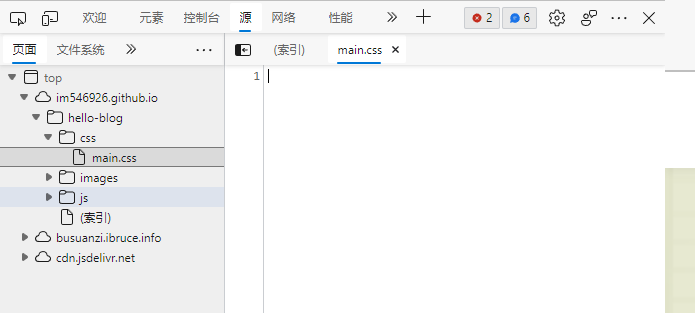 欢迎 元素 控制台 源 网络 性能 2 6
页面 文件系统 (索引) main.css
1
top
im546926.github.io
hello-blog
css
main.css
images
js
(索引)
busuanzi.ibruce.info
cdn.jsdelivr.net